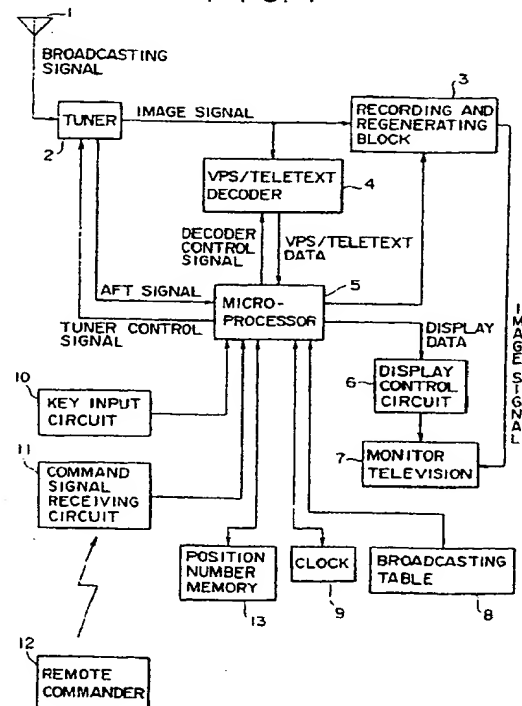 1
BROADCASTING
SIGNAL
3
TUNER
IMAGE SIGNAL
RECORDING AND
REGENERATING
BLOCK
2
VPS/TELETEXT
DECODER
4
DECODER
CONTROL
SIGNAL
VPS/TELETEXT
DATA
AFT SIGNAL
5
TUNER CONTROL
SIGNAL
MICRO-
PROCESSOR
DISPLAY
DATA
IMAGE SIGNAL
10
KEY INPUT
CIRCUIT
6
DISPLAY
CONTROL
CIRCUIT
11
COMMAND
SIGNAL
RECEIVING
CIRCUIT
7
MONITOR
TELEVISION
POSITION
NUMBER
MEMORY
CLOCK
BROADCASTING
TABLE
13
9
8
12
REMOTE
COMMANDER